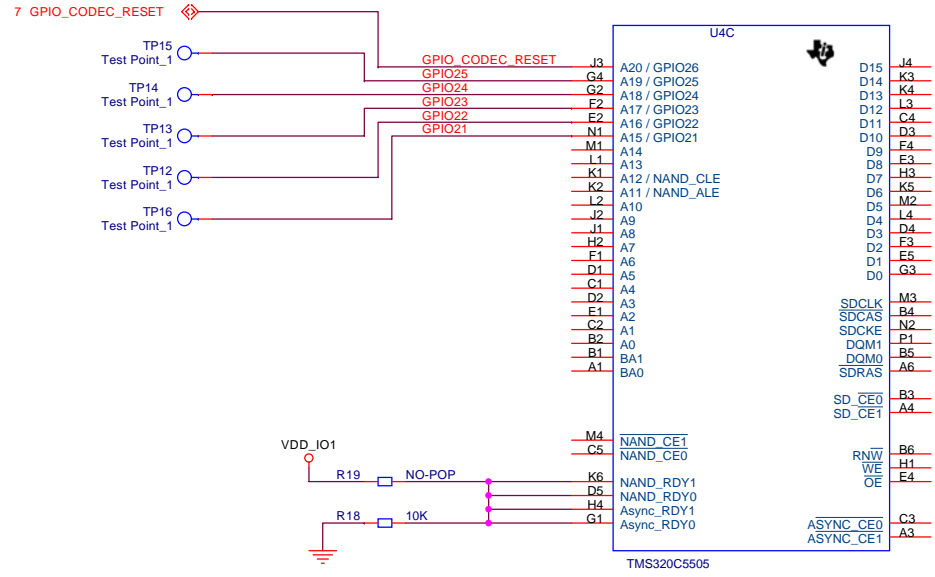 7 GPIO_CODEC_RESET
TP15
Test Point_1
TP14
Test Point_1
TP13
Test Point_1
TP12
Test Point_1
TP16
Test Point_1
GPIO_CODEC_RESET
GPIO25
GPIO24
GPIO23
GPIO22
GPIO21
U4C
J3 A20 / GPIO26
G4 A19 / GPIO25
G2 A18 / GPIO24
F2 A17 / GPIO23
E2 A16 / GPIO22
N1 A15 / GPIO21
M1 A14
L1 A13
K1 A12 / NAND_CLE
K2 A11 / NAND_ALE
L2 A10
J2 A9
J1 A8
H2 A7
F1 A6
D1 A5
C1 A4
D2 A3
E1 A2
C2 A1
B2 A0
B1 BA1
A1 BA0
M4 NAND_CE1
C5 NAND_CE0
K6 NAND_RDY1
D5 NAND_RDY0
H4 Async_RDY1
G1 Async_RDY0
D15 J4
D14 K3
D13 K4
D12 L3
D11 C4
D10 D3
D9 F4
D8 E3
D7 H3
D6 K5
D5 M2
D4 L4
D3 D4
D2 F3
D1 E5
D0 G3
SDCLK M3
SDCAS B4
SDCKE N2
DQM1 P1
DQM0 B5
SDRAS A6
SD_CE0 B3
SD_CE1 A4
RNW B6
WE H1
OE E4
ASYNC_CE0 C3
ASYNC_CE1 A3
VDD_IO1
R19 NO-POP
R18 10K
TMS320C5505